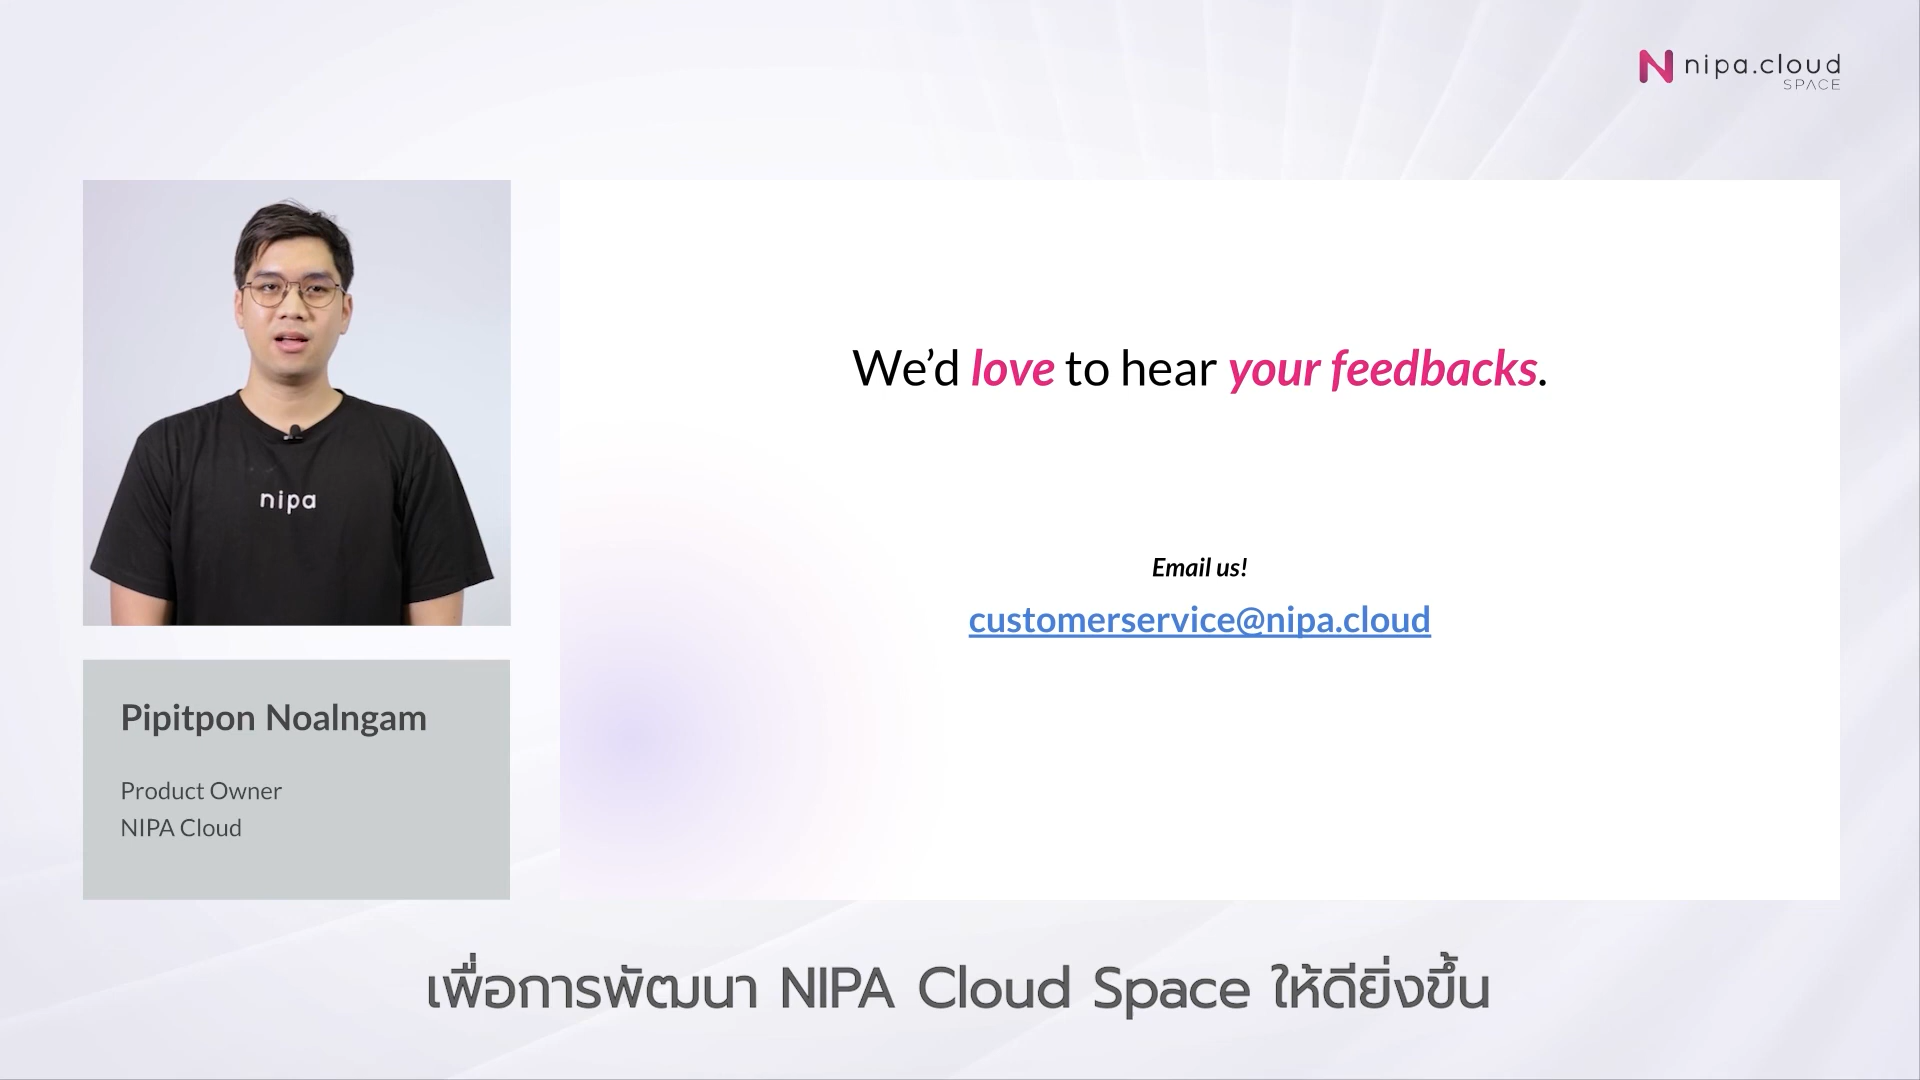 nipa.cloud
SPACE
nipa
We’d love to hear your feedbacks.
Email us!
customerservice@nipa.cloud
Pipitpon Noalngam
Product Owner
NIPA Cloud
เพื่อการพัฒนา NIPA Cloud Space ให้ดียิ่งขึ้น